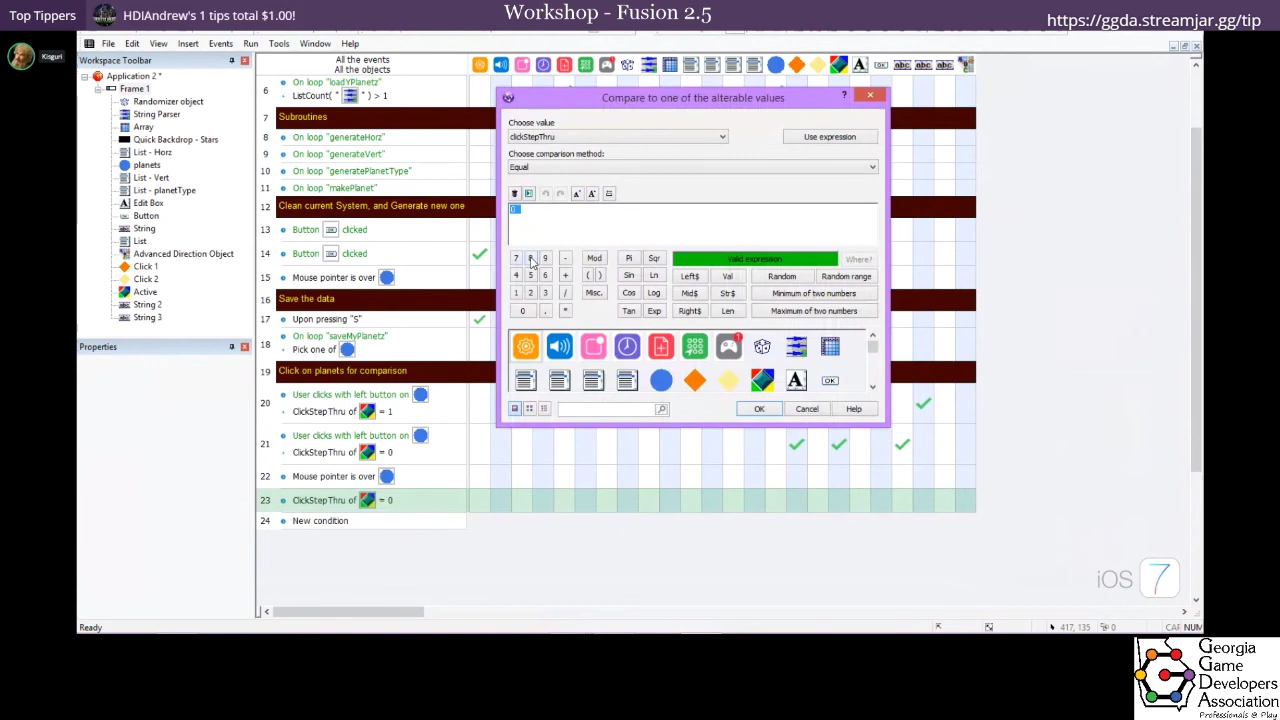 Top Tippers
HDIAndrew's 1 tips total $1.00!
Workshop - Fusion 2.5
https://ggda.streamjar.gg/tip
Kisguri
File Edit View Insert Events Run Tools Window Help
Workspace Toolbar
Application 2 *
Frame 1
Randomizer object
String Parser
Array
Quick Backdrop - Stars
List - Horz
planets
List - Vert
List - planetType
Edit Box
Button
String
List
Advanced Direction Object
Click 1
Click 2
Active
String 2
String 3
Properties
Ready
All the events
All the objects
6 On loop "loadYPlanetz"
ListCount( " " ) > 1
7 Subroutines
8 On loop "generateHorz"
9 On loop "generateVert"
10 On loop "generatePlanetType"
11 On loop "makePlanet"
12 Clean current System, and Generate new one
13 Button clicked
14 Button clicked
15 Mouse pointer is over
16 Save the data
17 Upon pressing "S"
18 On loop "saveMyPlanetz"
Pick one of
19 Click on planets for comparison
20 User clicks with left button on
ClickStepThru of = 1
21 User clicks with left button on
ClickStepThru of = 0
22 Mouse pointer is over
23 ClickStepThru of = 0
24 New condition
Compare to one of the alterable values
Choose value
clickStepThru
Use expression
Choose comparison method:
Equal
0
7 8 9 - Mod Pi Sqr Valid expression Where?
4 5 6 + ( ) Sin Ln Left$ Val Random Random range
1 2 3 / Misc. Cos Log Mid$ Str$ Minimum of two numbers
0 . * Tan Exp Right$ Len Maximum of two numbers
OK Cancel Help
iOS 7
417, 135 0 CAP NUM
Georgia
Game
Developers
Association
Professionals & Play